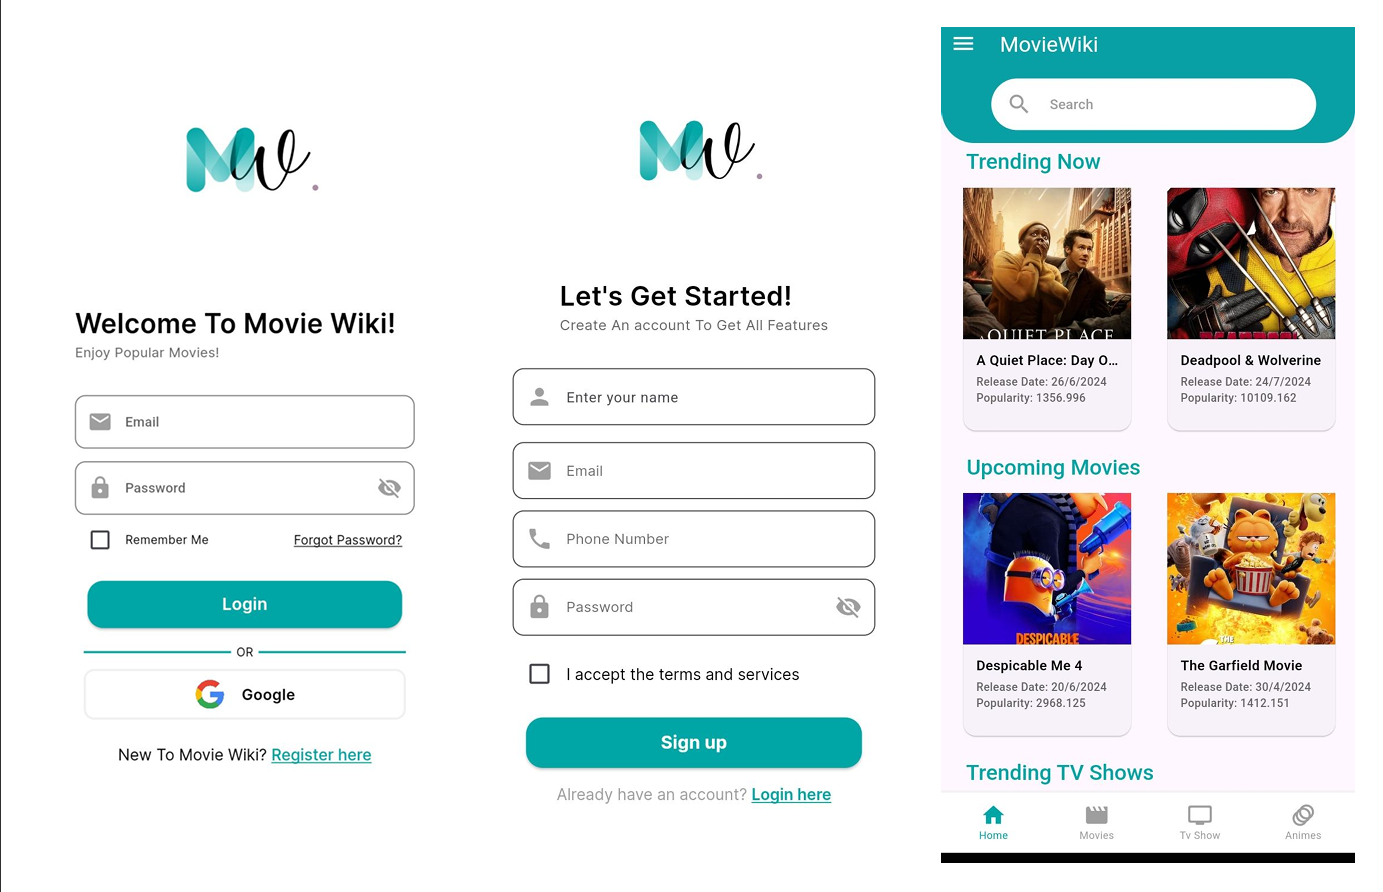 Mw.
Welcome To Movie Wiki!
Enjoy Popular Movies!
Email
Password
Remember Me
Forgot Password?
Login
OR
Google
New To Movie Wiki? Register here
Mw.
Let's Get Started!
Create An account To Get All Features
Enter your name
Email
Phone Number
Password
I accept the terms and services
Sign up
Already have an account? Login here
MovieWiki
Search
Trending Now
A QUIET PLACE
A Quiet Place: Day O...
Release Date: 26/6/2024
Popularity: 1356.996
Deadpool & Wolverine
Release Date: 24/7/2024
Popularity: 10109.162
Upcoming Movies
DESPICABLE
Despicable Me 4
Release Date: 20/6/2024
Popularity: 2968.125
THE
The Garfield Movie
Release Date: 30/4/2024
Popularity: 1412.151
Trending TV Shows
Home
Movies
Tv Show
Animes